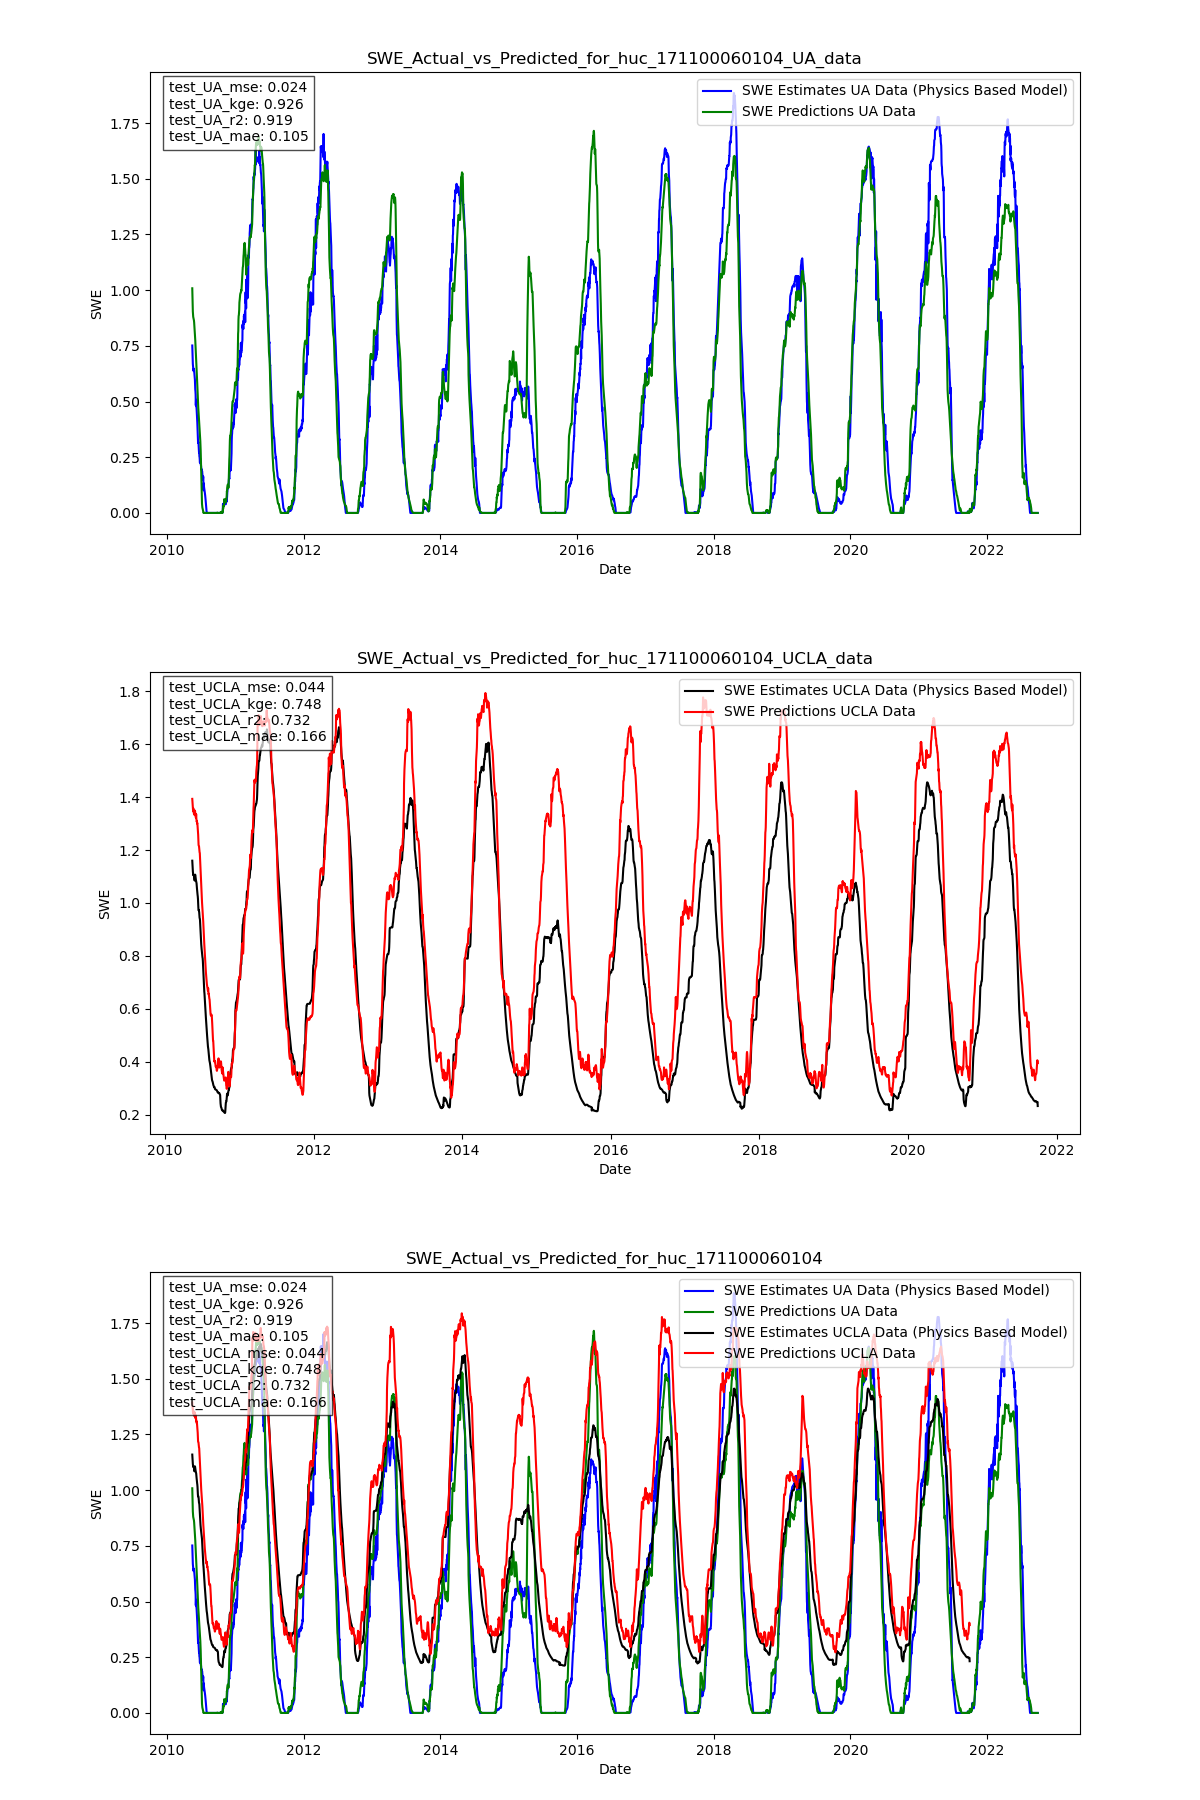 SWE_Actual_vs_Predicted_for_huc_171100060104_UA_data
test_UA_mse: 0.024
test_UA_kge: 0.926
test_UA_r2: 0.919
test_UA_mae: 0.105
SWE Estimates UA Data (Physics Based Model)
SWE Predictions UA Data
1.75
1.50
1.25
1.00
0.75
0.50
0.25
0.00
SWE
2010 2012 2014 2016 2018 2020 2022
Date
SWE_Actual_vs_Predicted_for_huc_171100060104_UCLA_data
test_UCLA_mse: 0.044
test_UCLA_kge: 0.748
test_UCLA_r2: 0.732
test_UCLA_mae: 0.166
SWE Estimates UCLA Data (Physics Based Model)
SWE Predictions UCLA Data
1.8
1.6
1.4
1.2
1.0
0.8
0.6
0.4
0.2
SWE
2010 2012 2014 2016 2018 2020 2022
Date
SWE_Actual_vs_Predicted_for_huc_171100060104
test_UA_mse: 0.024
test_UA_kge: 0.926
test_UA_r2: 0.919
test_UA_mae: 0.105
test_UCLA_mse: 0.044
test_UCLA_kge: 0.748
test_UCLA_r2: 0.732
test_UCLA_mae: 0.166
SWE Estimates UA Data (Physics Based Model)
SWE Predictions UA Data
SWE Estimates UCLA Data (Physics Based Model)
SWE Predictions UCLA Data
1.75
1.50
1.25
1.00
0.75
0.50
0.25
0.00
SWE
2010 2012 2014 2016 2018 2020 2022
Date